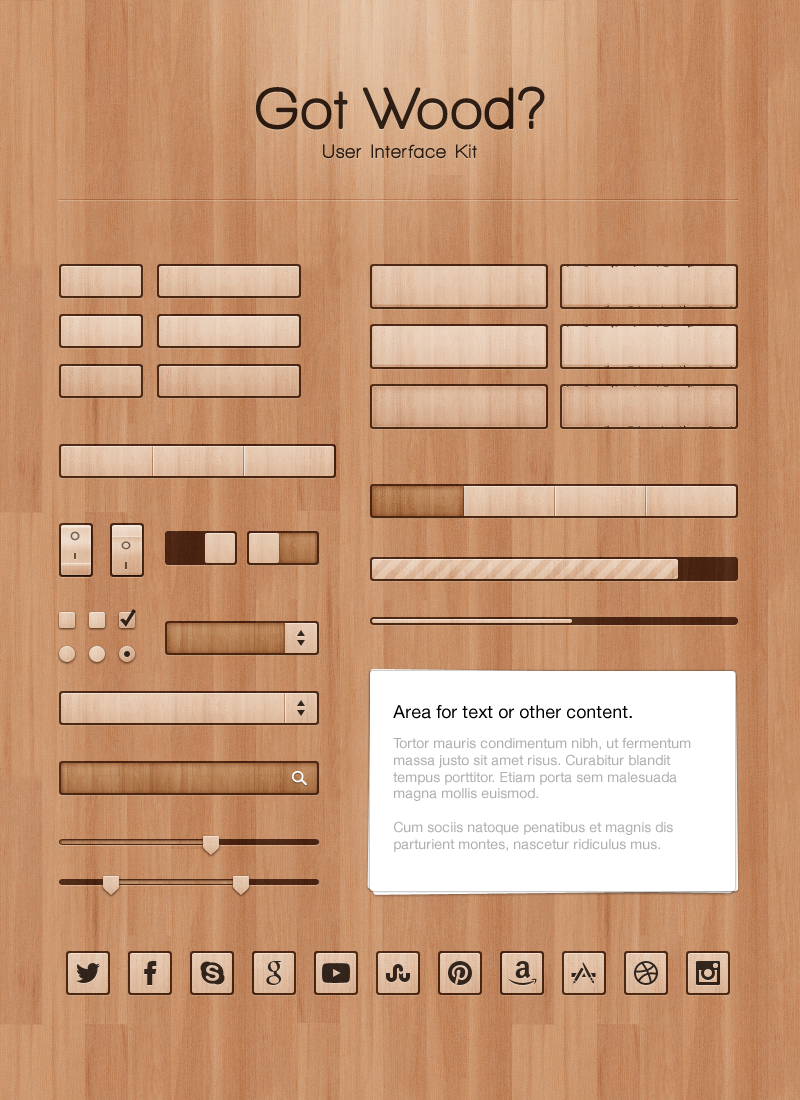 Got Wood?
User Interface Kit
Area for text or other content.
Tortor mauris condimentum nibh, ut fermentum
massa justo sit amet risus. Curabitur blandit
tempus porttitor. Etiam porta sem malesuada
magna mollis euismod.
Cum sociis natoque penatibus et magnis dis
parturient montes, nascetur ridiculus mus.